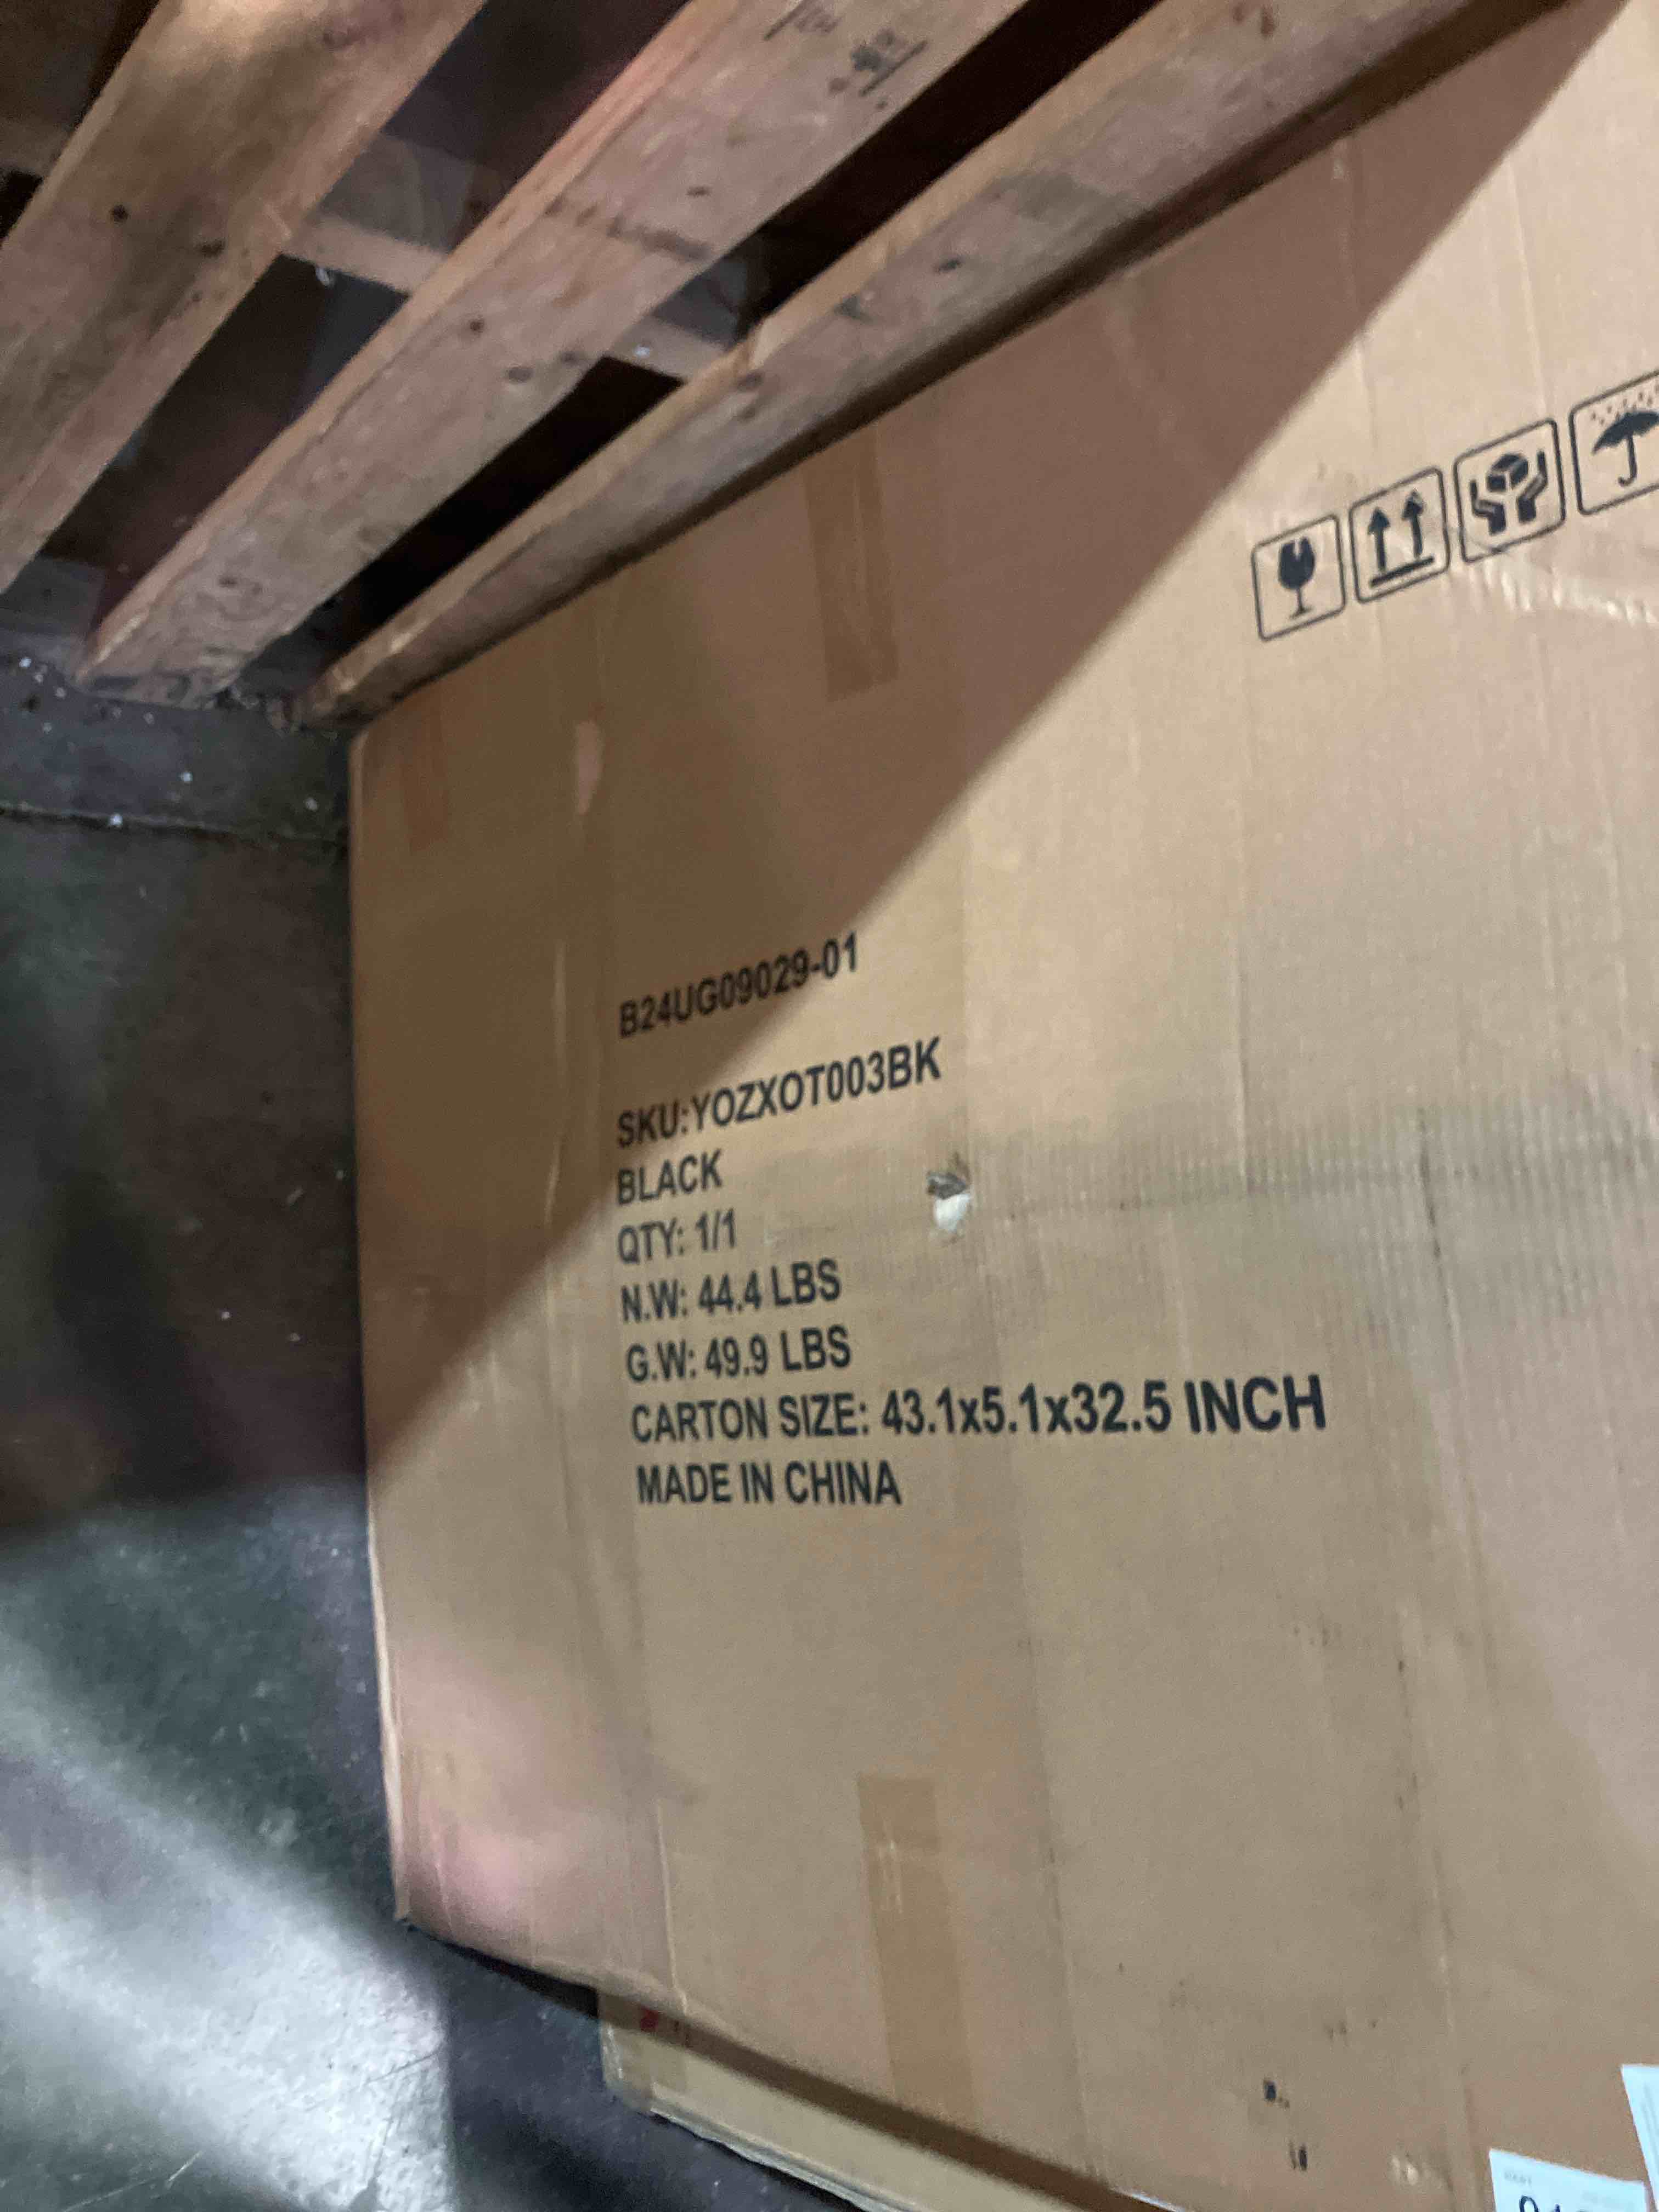 B24UG09029-01
SKU:YOZXOT003BK
BLACK
QTY: 1/1
N.W: 44.4 LBS
G.W: 49.9 LBS
CARTON SIZE: 43.1x5.1x32.5 INCH
MADE IN CHINA